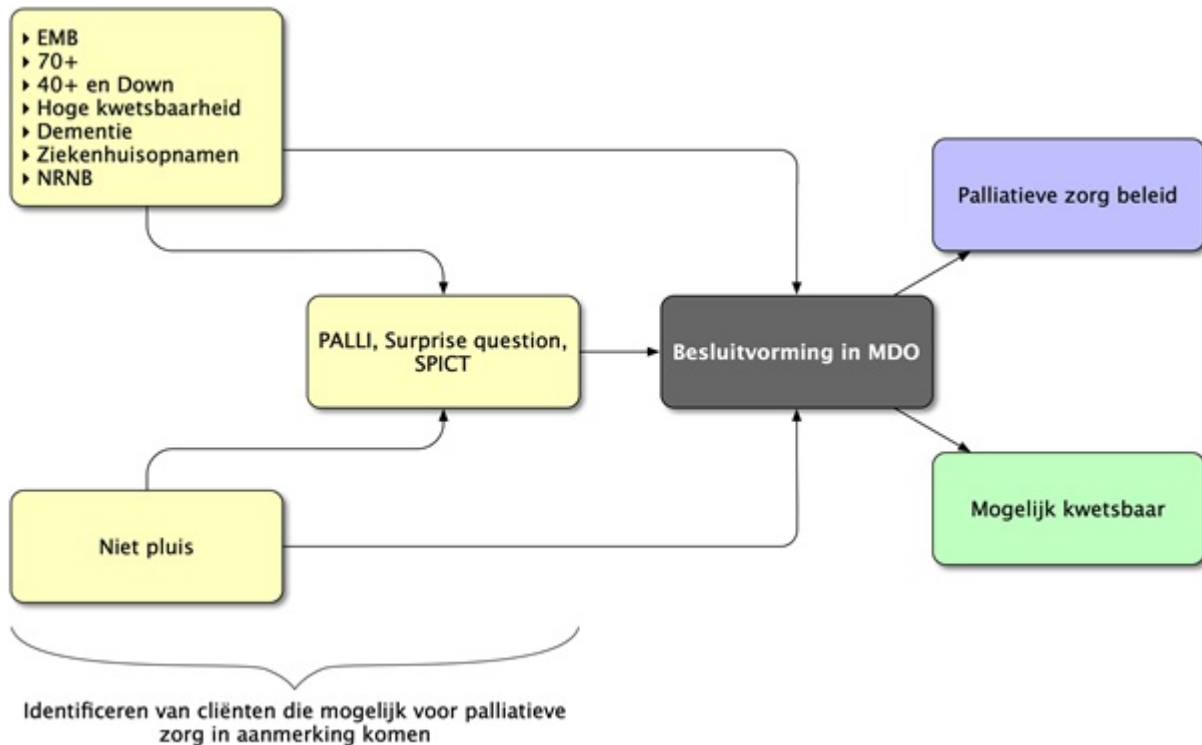 EMB
70+
40+ en Down
Hoge kwetsbaarheid
Dementie
Ziekenhuisopnamen
NRNB
Palliatieve zorg beleid
PALLI, Surprise question,
SPICT
Besluitvorming in MDO
Mogelijk kwetsbaar
Niet pluis
Identificeren van cliënten die mogelijk voor palliatieve
zorg in aanmerking komen